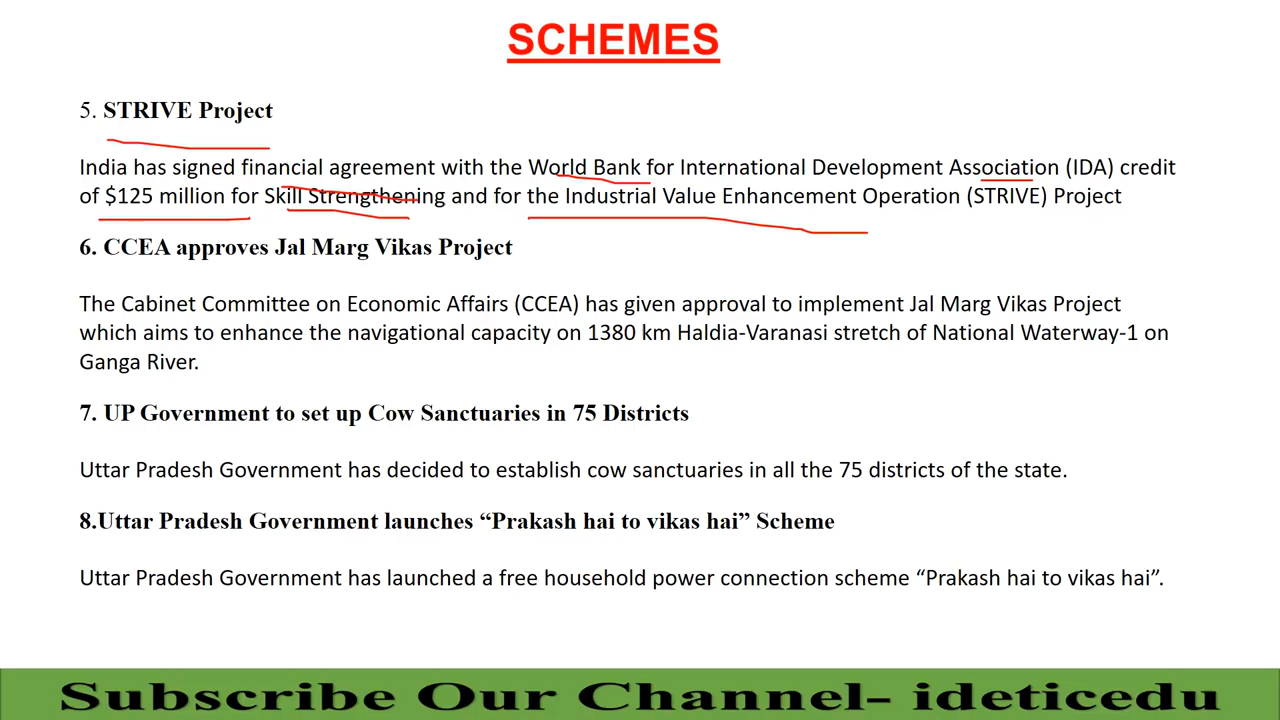 SCHEMES
5. STRIVE Project
India has signed financial agreement with the World Bank for International Development Association (IDA) credit
of $125 million for Skill Strengthening and for the Industrial Value Enhancement Operation (STRIVE) Project
6. CCEA approves Jal Marg Vikas Project
The Cabinet Committee on Economic Affairs (CCEA) has given approval to implement Jal Marg Vikas Project
which aims to enhance the navigational capacity on 1380 km Haldia-Varanasi stretch of National Waterway-1 on
Ganga River.
7. UP Government to set up Cow Sanctuaries in 75 Districts
Uttar Pradesh Government has decided to establish cow sanctuaries in all the 75 districts of the state.
8.Uttar Pradesh Government launches “Prakash hai to vikas hai” Scheme
Uttar Pradesh Government has launched a free household power connection scheme “Prakash hai to vikas hai”.
Subscribe Our Channel- ideticedu